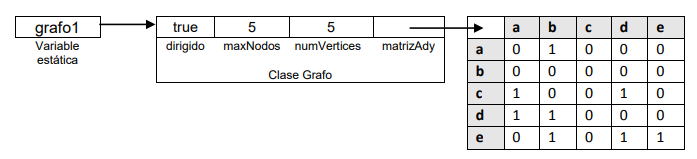 grafo1
Variable
estática
true 5 5
dirigido maxNodos numVertices matrizAdy
Clase Grafo
a b c d e
a 0 1 0 0 0
b 0 0 0 0 0
c 1 0 0 1 0
d 1 1 0 0 0
e 0 1 0 1 1